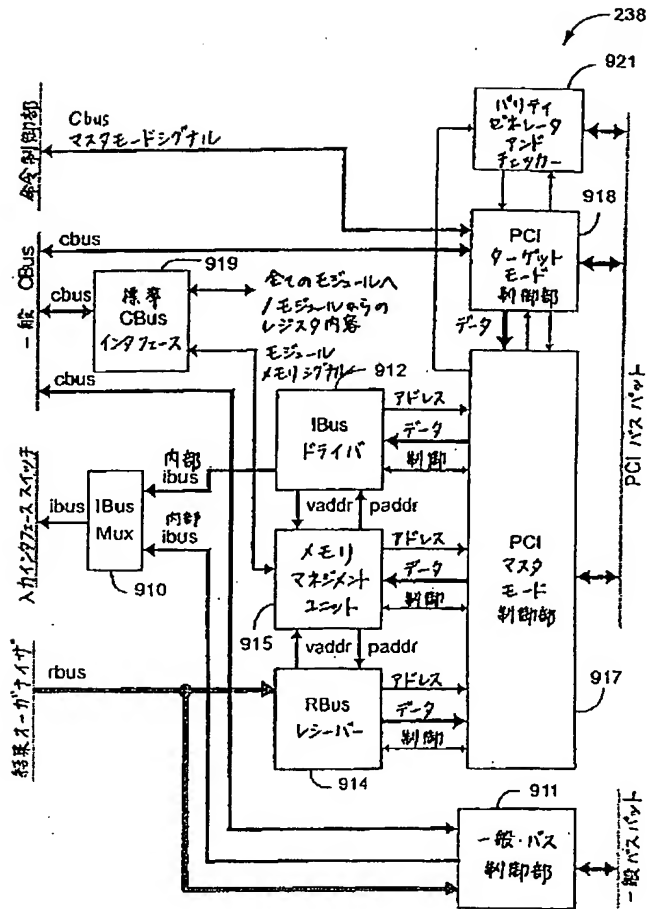 238
921
パリティ
ゼネレータ
アンド
チェッカー
Cbus
マスタモードシグナル
命令制御部
918
PCI
ターゲット
モード
制御部
cbus
919
一般 CBus
cbus
標準
CBus
インタフェース
全てのモジュールへ
/モジュールからの
レジスタ内容
データ
モジュール
メモリシグナル
912
cbus
アドレス
IBus
ドライバ
データ
制御
PCI バスパット
内部
ibus
入力インタフェーススイッチ
ibus
IBus
Mux
内部
ibus
vaddr
paddr
910
メモリ
マネジメント
ユニット
アドレス
データ
制御
PCI
マスタ
モード
制御部
915
vaddr
paddr
rbus
結果オーガナイザ
RBus
レシーバー
アドレス
データ
制御
914
917
911
一般・バス
制御部
一般バスパット